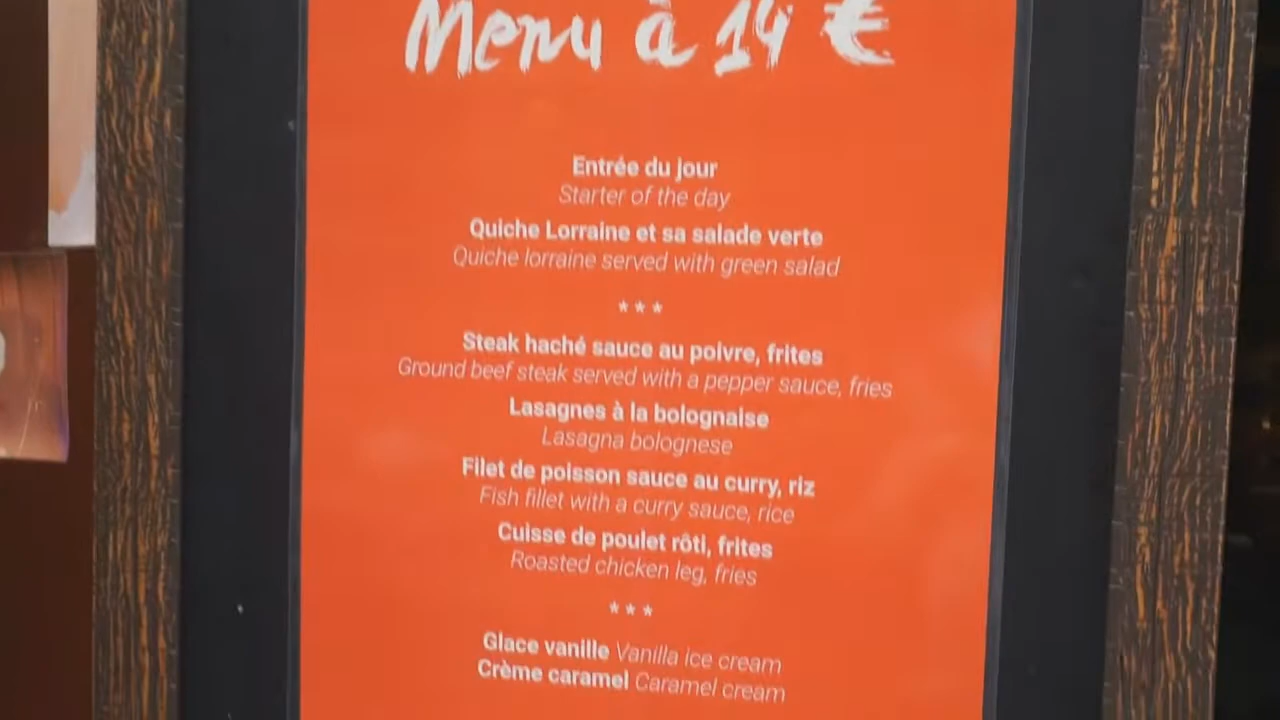 Menu à 14 €
Entrée du jour
Starter of the day
Quiche Lorraine et sa salade verte
Quiche lorraine served with green salad
***
Steak haché sauce au poivre, frites
Ground beef steak served with a pepper sauce, fries
Lasagnes à la bolognaise
Lasagna bolognese
Filet de poisson sauce au curry, riz
Fish fillet with a curry sauce, rice
Cuisse de poulet rôti, frites
Roasted chicken leg, fries
***
Glace vanille Vanilla ice cream
Crème caramel Caramel cream